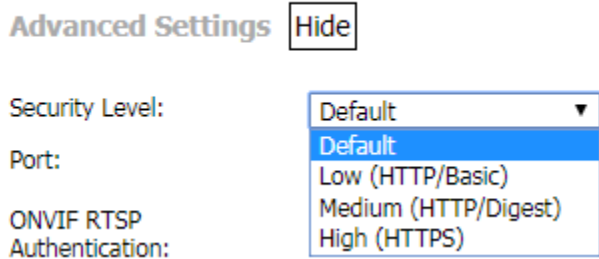 Advanced Settings Hide
Security Level: Default
Default
Port:
Low (HTTP/Basic)
Medium (HTTP/Digest)
ONVIF RTSP
Authentication:
High (HTTPS)